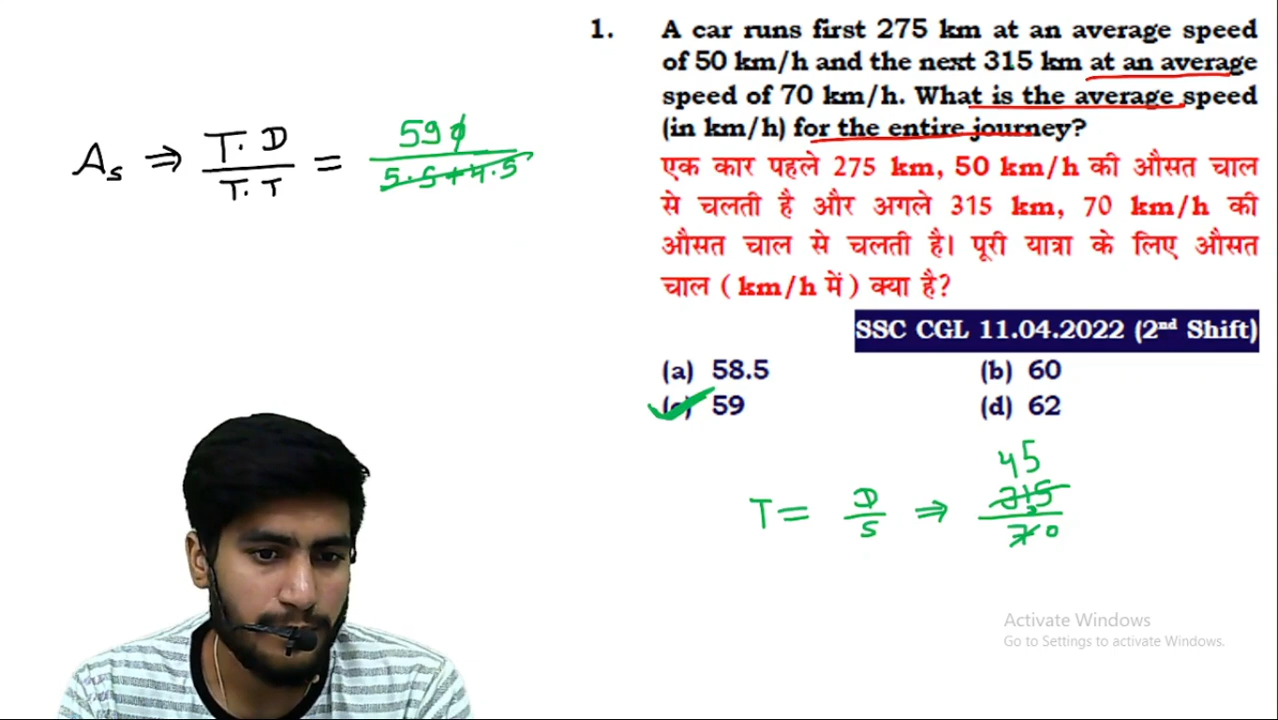 1. A car runs first 275 km at an average speed
of 50 km/h and the next 315 km at an average
speed of 70 km/h. What is the average speed
(in km/h) for the entire journey?
एक कार पहले 275 km, 50 km/h की औसत चाल
से चलती है और अगले 315 km, 70 km/h की
औसत चाल से चलती है। पूरी यात्रा के लिए औसत
चाल ( km/h में ) क्या है?
SSC CGL 11.04.2022 (2nd Shift)
(a) 58.5 (b) 60
(c) 59 (d) 62
As ⇒ T.D / T.T = 590 / 5.5+4.5
45
T = D/S ⇒ 315/70
Activate Windows
Go to Settings to activate Windows.